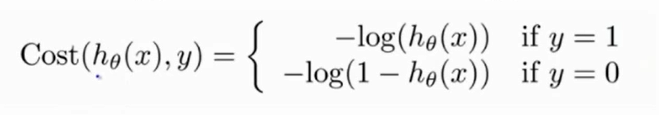 Cost(hθ(x), y) = { −log(hθ(x)) if y = 1
−log(1 − hθ(x)) if y = 0